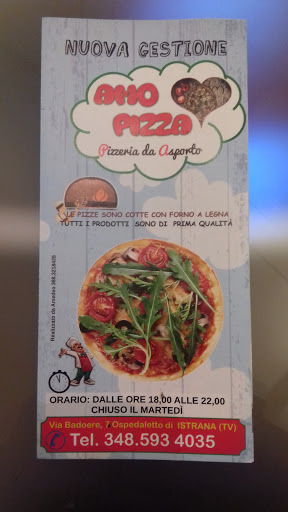 NUOVA GESTIONE
AMO
PIZZA
Pizzeria da Asporto
LE PIZZE SONO COTTE CON FORNO A LEGNA
TUTTI I PRODOTTI SONO DI PRIMA QUALITÀ
ORARIO: DALLE ORE 18,00 ALLE 22,00
CHIUSO IL MARTEDÌ
Via Badoere, Ospedaletto di ISTRANA (TV)
Tel. 348.593 4035